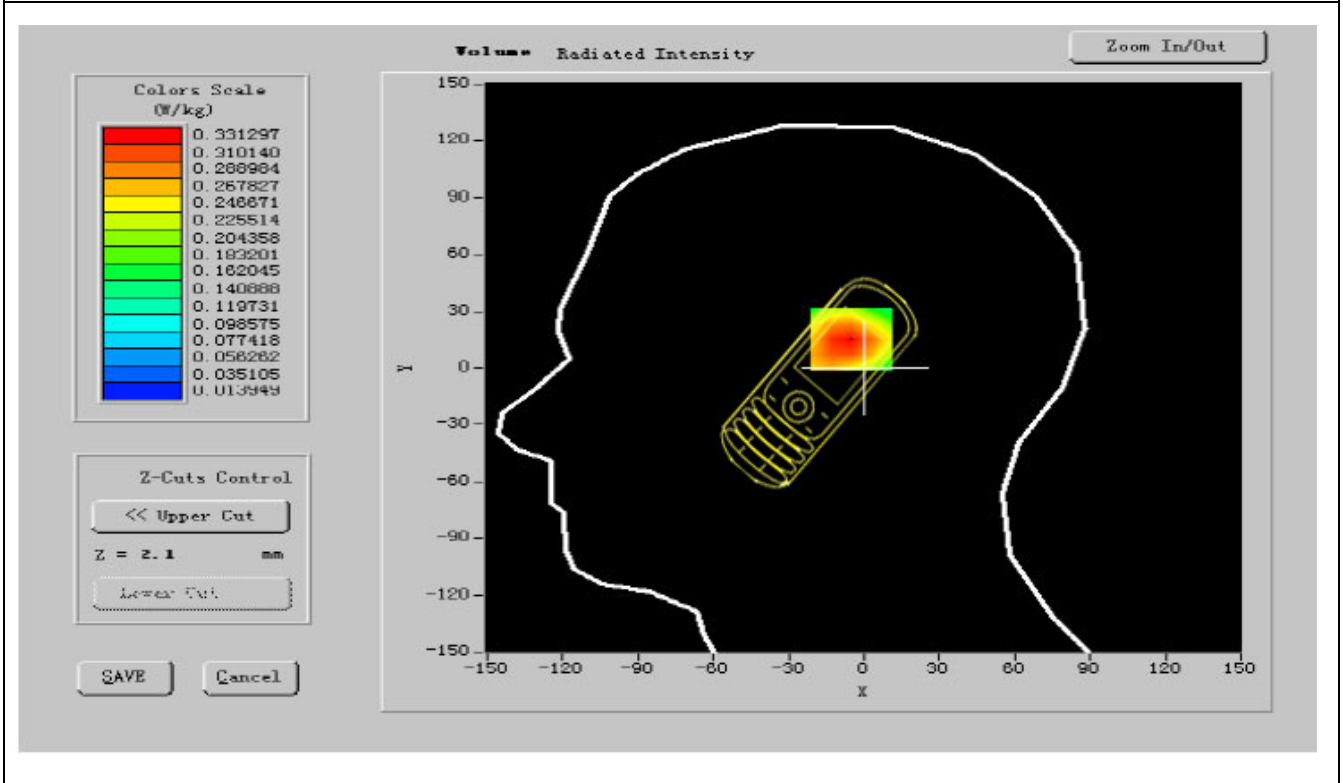 Volume Radiated Intensity
Zoom In/Out
Colors Scale
(W/kg)
0.331297
0.310140
0.288984
0.267827
0.246671
0.225514
0.204358
0.183201
0.162045
0.140888
0.119731
0.098575
0.077418
0.056262
0.035105
0.013949
Z-Cuts Control
<< Upper Cut
Z = 2.1 mm
Lower Cut
SAVE
Cancel
150
120
90
60
30
0
-30
-60
-90
-120
-150
Y
-150 -120 -90 -60 -30 0 30 60 90 120 150
X